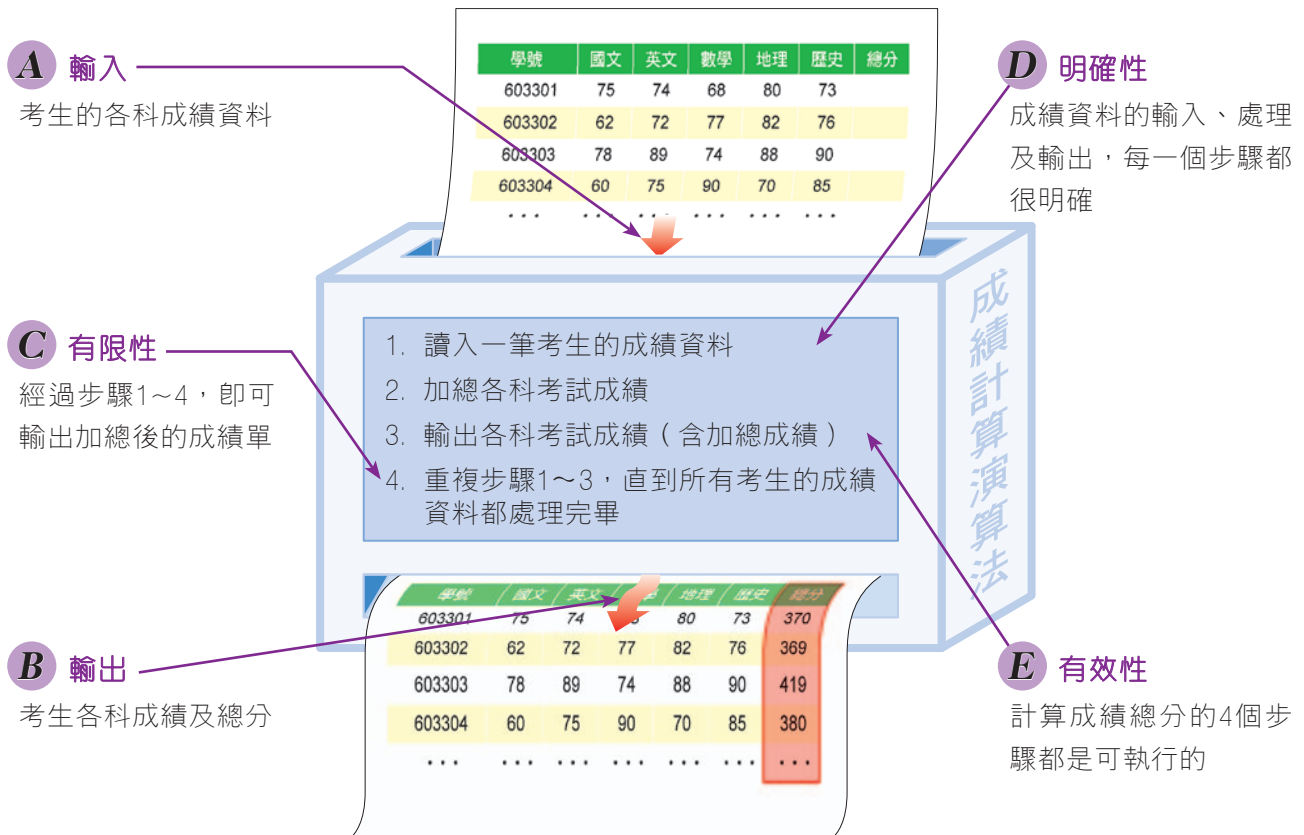 A 輸入
考生的各科成績資料
學號 國文 英文 數學 地理 歷史 總分
603301 75 74 68 80 73
603302 62 72 77 82 76
603303 78 89 74 88 90
603304 60 75 90 70 85
... ... ... ... ... ...
D 明確性
成績資料的輸入、處理
及輸出,每一個步驟都
很明確
C 有限性
經過步驟1~4,即可
輸出加總後的成績單
1. 讀入一筆考生的成績資料
2. 加總各科考試成績
3. 輸出各科考試成績(含加總成績)
4. 重複步驟1~3,直到所有考生的成績
資料都處理完畢
成績計算演算法
B 輸出
考生各科成績及總分
學號 國文 英文 學 地理 歷史 總分
603301 75 74 80 73 370
603302 62 72 77 82 76 369
603303 78 89 74 88 90 419
603304 60 75 90 70 85 380
... ... ... ... ... ... ...
E 有效性
計算成績總分的4個步
驟都是可執行的